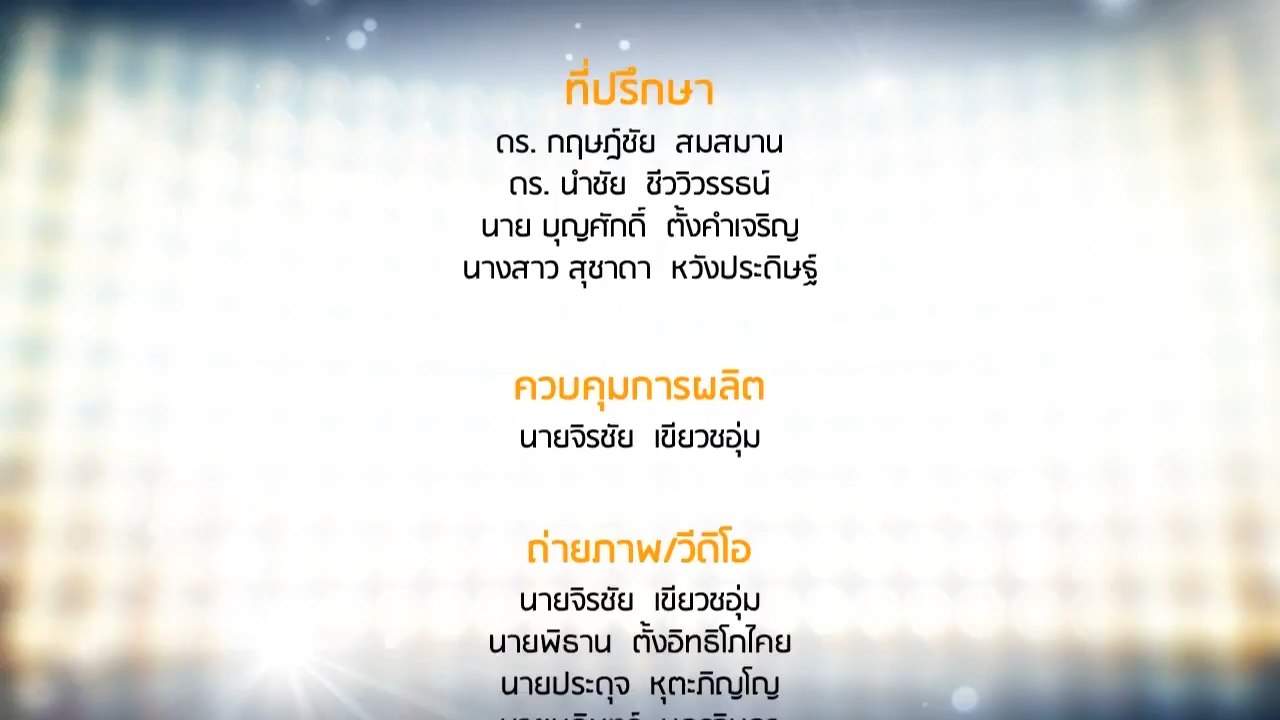 ที่ปรึกษา
ดร. กฤษฎ์ชัย สมสมาน
ดร. นำชัย ชีววิวรรธน์
นาย บุญศักดิ์ ตั้งคำเจริญ
นางสาว สุชาดา หวังประดิษฐ์
ควบคุมการผลิต
นายจิรชัย เขียวชอุ่ม
ถ่ายภาพ/วีดิโอ
นายจิรชัย เขียวชอุ่ม
นายพิธาน ตั้งอิทธิโภไคย
นายประดุจ หุตะภิญโญ